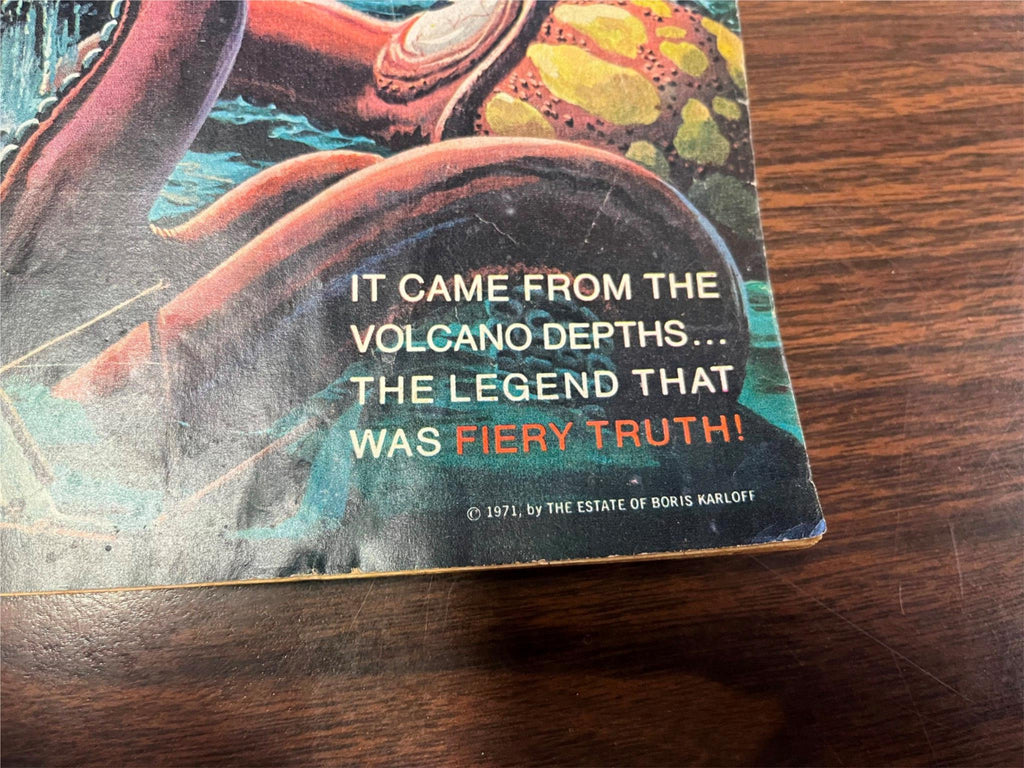 IT CAME FROM THE
VOLCANO DEPTHS...
THE LEGEND THAT
WAS FIERY TRUTH!
© 1971, by THE ESTATE OF BORIS KARLOFF